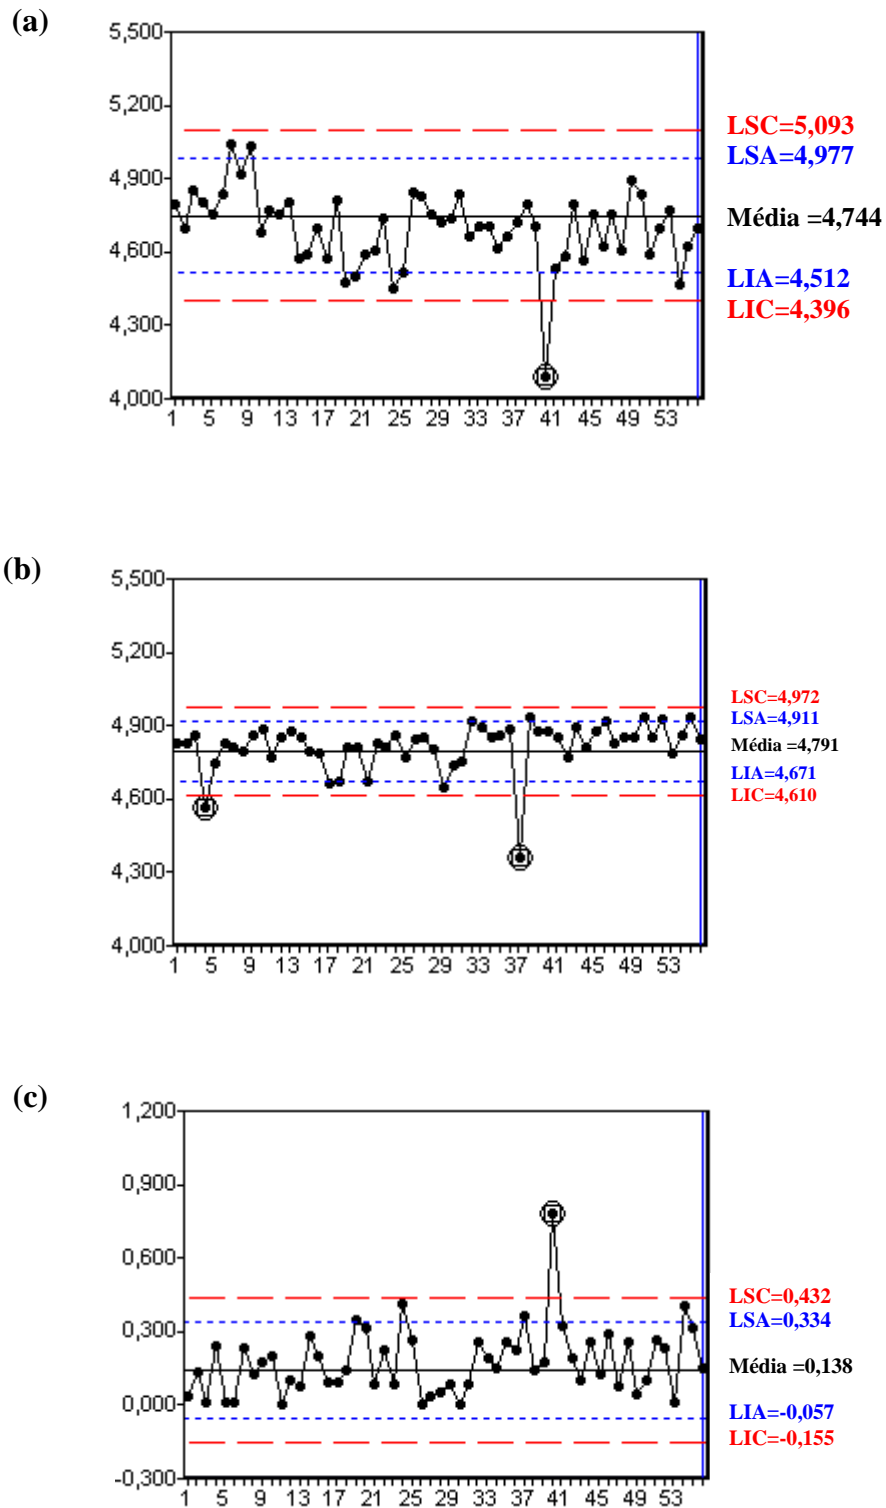 (a)
5,500
5,200
4,900
4,600
4,300
4,000
LSC=5,093
LSA=4,977
Média =4,744
LIA=4,512
LIC=4,396
1 5 9 13 17 21 25 29 33 37 41 45 49 53
(b)
5,500
5,200
4,900
4,600
4,300
4,000
LSC=4,972
LSA=4,911
Média =4,791
LIA=4,671
LIC=4,610
1 5 9 13 17 21 25 29 33 37 41 45 49 53
(c)
1,200
0,900
0,600
0,300
0,000
-0,300
LSC=0,432
LSA=0,334
Média =0,138
LIA=-0,057
LIC=-0,155
1 5 9 13 17 21 25 29 33 37 41 45 49 53